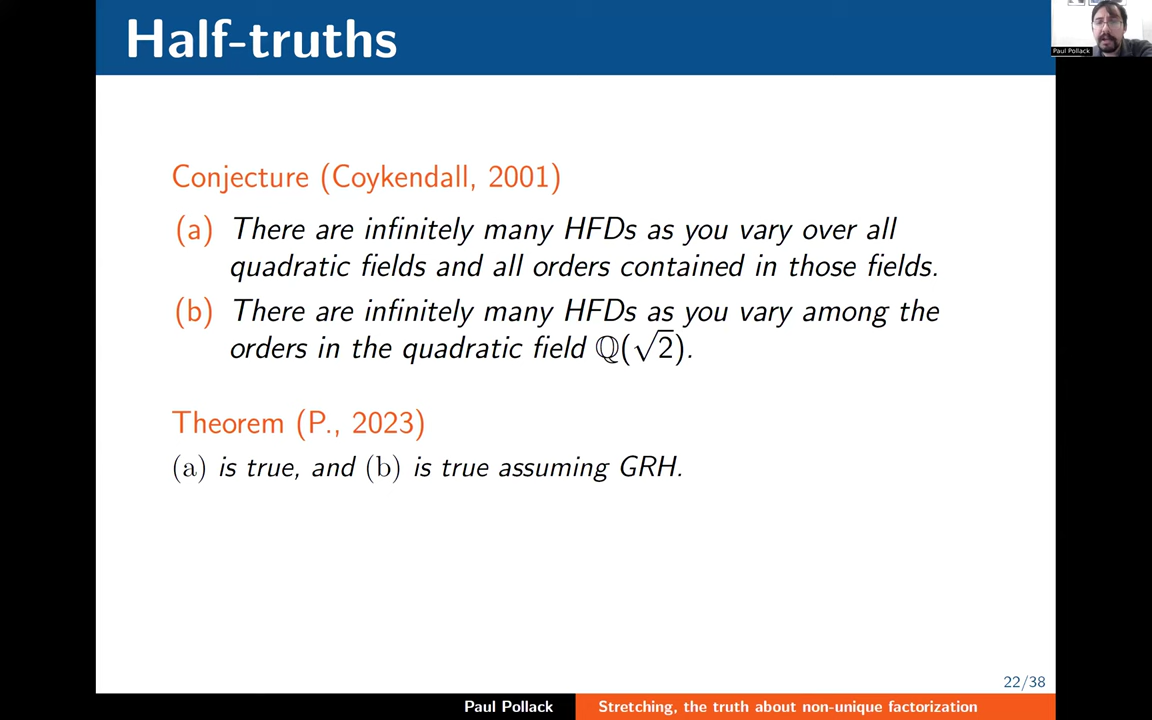 Half-truths
Paul Pollack
Conjecture (Coykendall, 2001)
(a) There are infinitely many HFDs as you vary over all
quadratic fields and all orders contained in those fields.
(b) There are infinitely many HFDs as you vary among the
orders in the quadratic field ℚ(√2).
Theorem (P., 2023)
(a) is true, and (b) is true assuming GRH.
22/38
Paul Pollack
Stretching, the truth about non-unique factorization